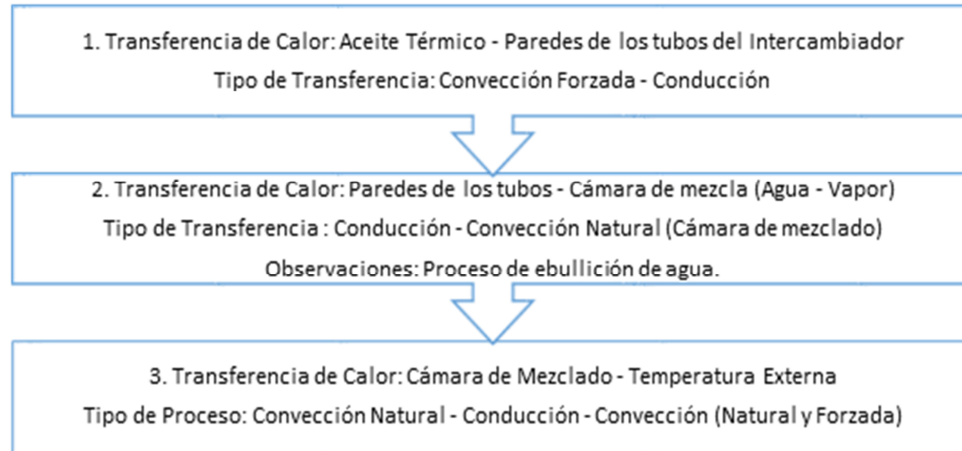 1. Transferencia de Calor: Aceite Térmico - Paredes de los tubos del Intercambiador
Tipo de Transferencia: Convección Forzada - Conducción
2. Transferencia de Calor: Paredes de los tubos - Cámara de mezcla (Agua - Vapor)
Tipo de Transferencia : Conducción - Convección Natural (Cámara de mezclado)
Observaciones: Proceso de ebullición de agua.
3. Transferencia de Calor: Cámara de Mezclado - Temperatura Externa
Tipo de Proceso: Convección Natural - Conducción - Convección (Natural y Forzada)